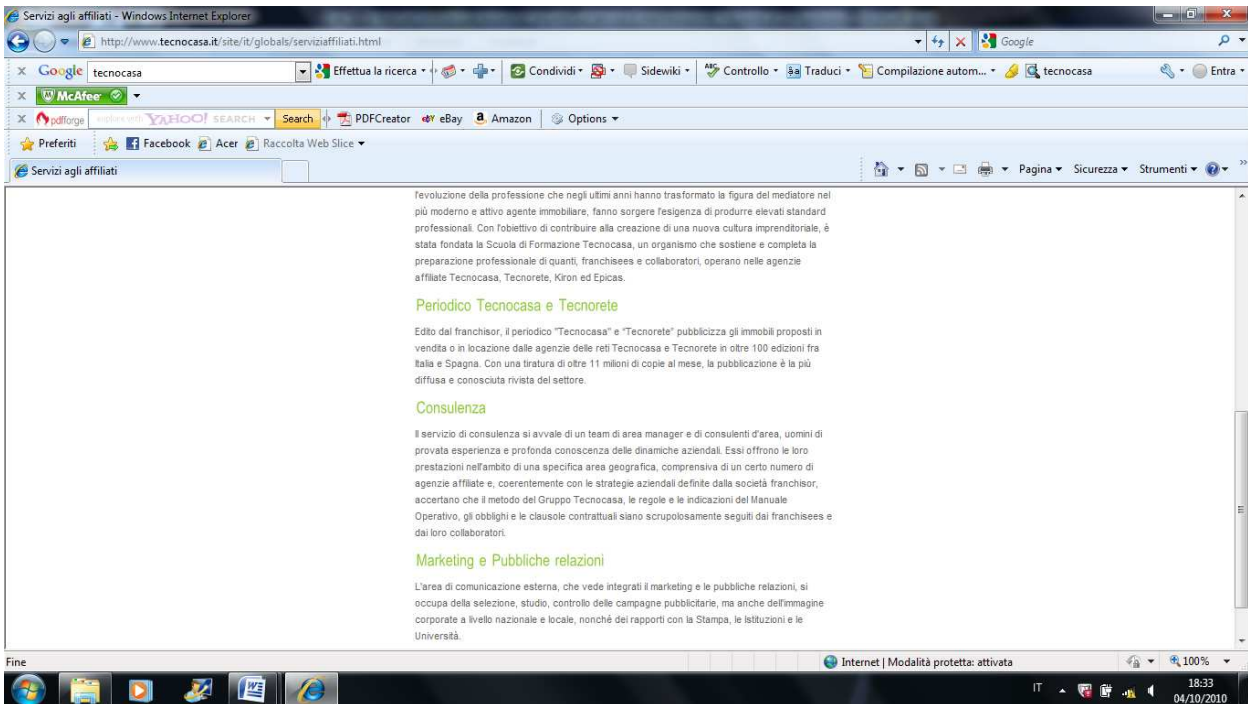 Servizi agli affiliati - Windows Internet Explorer
http://www.tecnocasa.it/site/it/globals/serviziaffiliati.html
Google
x Google tecnocasa Effettua la ricerca Condividi Sidewiki Controllo Traduci Compilazione autom... tecnocasa Entra
x McAfee
x pdfforge YAHOO! SEARCH Search PDFCreator eBay Amazon Options
Preferiti Facebook Acer Raccolta Web Slice
Servizi agli affiliati Pagina Sicurezza Strumenti
l'evoluzione della professione che negli ultimi anni hanno trasformato la figura del mediatore nel
più moderno e attivo agente immobiliare, fanno sorgere l'esigenza di produrre elevati standard
professionali. Con l'obiettivo di contribuire alla creazione di una nuova cultura imprenditoriale, è
stata fondata la Scuola di Formazione Tecnocasa, un organismo che sostiene e completa la
preparazione professionale di quanti, franchisees e collaboratori, operano nelle agenzie
affiliate Tecnocasa, Tecnorete, Kiron ed Epicas.
Periodico Tecnocasa e Tecnorete
Edito dal franchisor, il periodico "Tecnocasa" e "Tecnorete" pubblicizza gli immobili proposti in
vendita o in locazione dalle agenzie delle reti Tecnocasa e Tecnorete in oltre 100 edizioni fra
Italia e Spagna. Con una tiratura di oltre 11 milioni di copie al mese, la pubblicazione è la più
diffusa e conosciuta rivista del settore.
Consulenza
Il servizio di consulenza si avvale di un team di area manager e di consulenti d'area, uomini di
provata esperienza e profonda conoscenza delle dinamiche aziendali. Essi offrono le loro
prestazioni nell'ambito di una specifica area geografica, comprensiva di un certo numero di
agenzie affiliate e, coerentemente con le strategie aziendali definite dalla società franchisor,
accertano che il metodo del Gruppo Tecnocasa, le regole e le indicazioni del Manuale
Operativo, gli obblighi e le clausole contrattuali siano scrupolosamente seguiti dai franchisees e
dai loro collaboratori.
Marketing e Pubbliche relazioni
L'area di comunicazione esterna, che vede integrati il marketing e le pubbliche relazioni, si
occupa della selezione, studio, controllo delle campagne pubblicitarie, ma anche dell'immagine
corporate a livello nazionale e locale, nonché dei rapporti con la Stampa, le Istituzioni e le
Università.
Fine Internet | Modalità protetta: attivata 100%
IT 18:33
04/10/2010